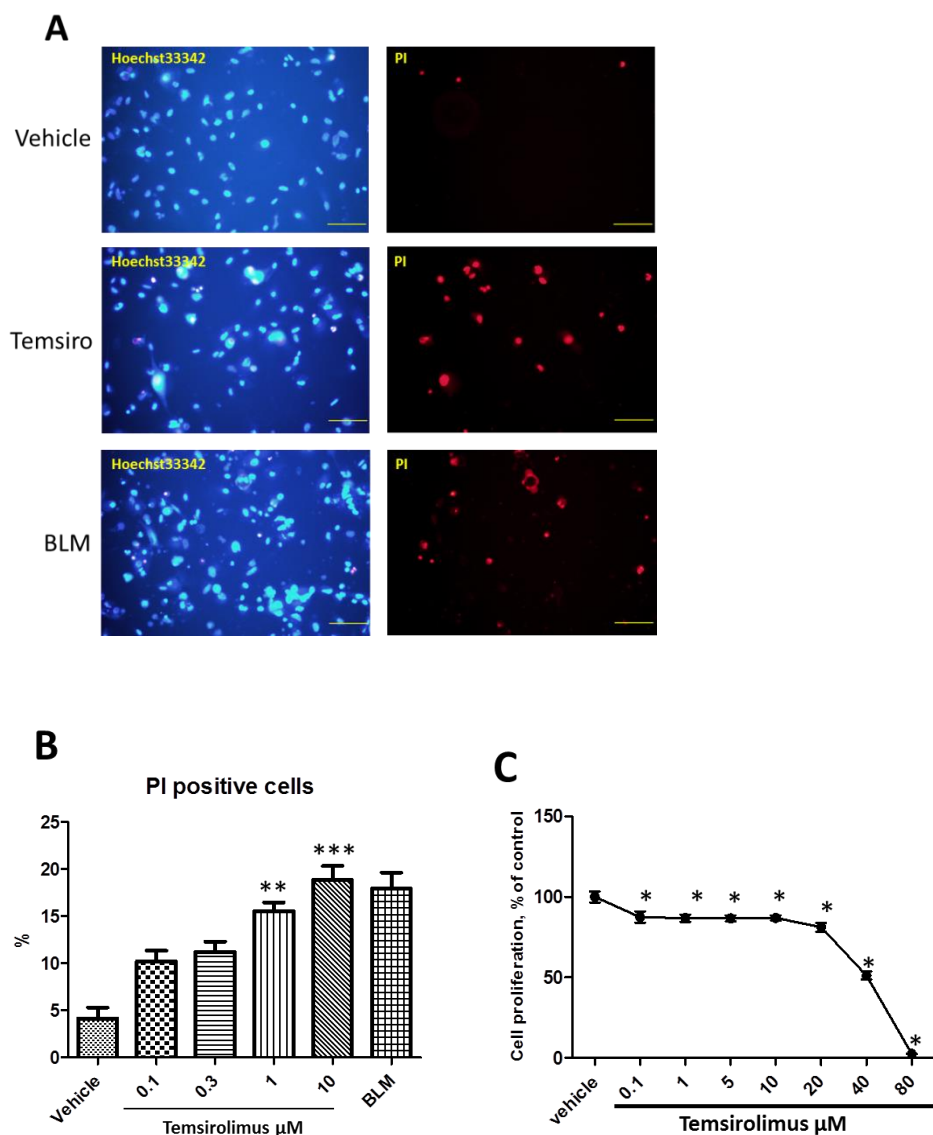 A
Hoechst33342
PI
Vehicle
Hoechst33342
PI
Temsiro
Hoechst33342
PI
BLM
B
PI positive cells
25
20
15
10
5
0
%
**
***
Vehicle
0.1
0.3
1
10
BLM
Temsirolimus µM
C
150
100
50
0
Cell proliferation, % of control
*
*
*
*
*
*
*
vehicle
0.1
1
5
10
20
40
80
Temsirolimus µM